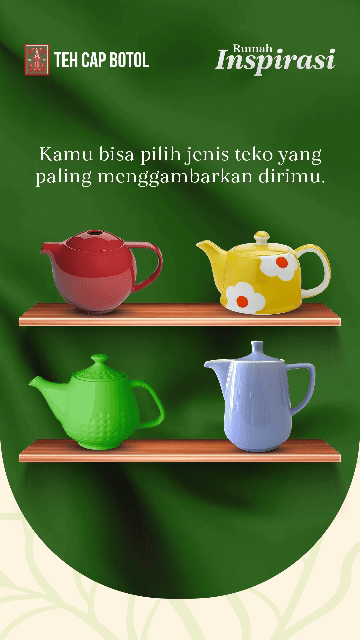 TEH CAP BOTOL
Rumah
Inspirasi
Kamu bisa pilih jenis teko yang
paling menggambarkan dirimu.